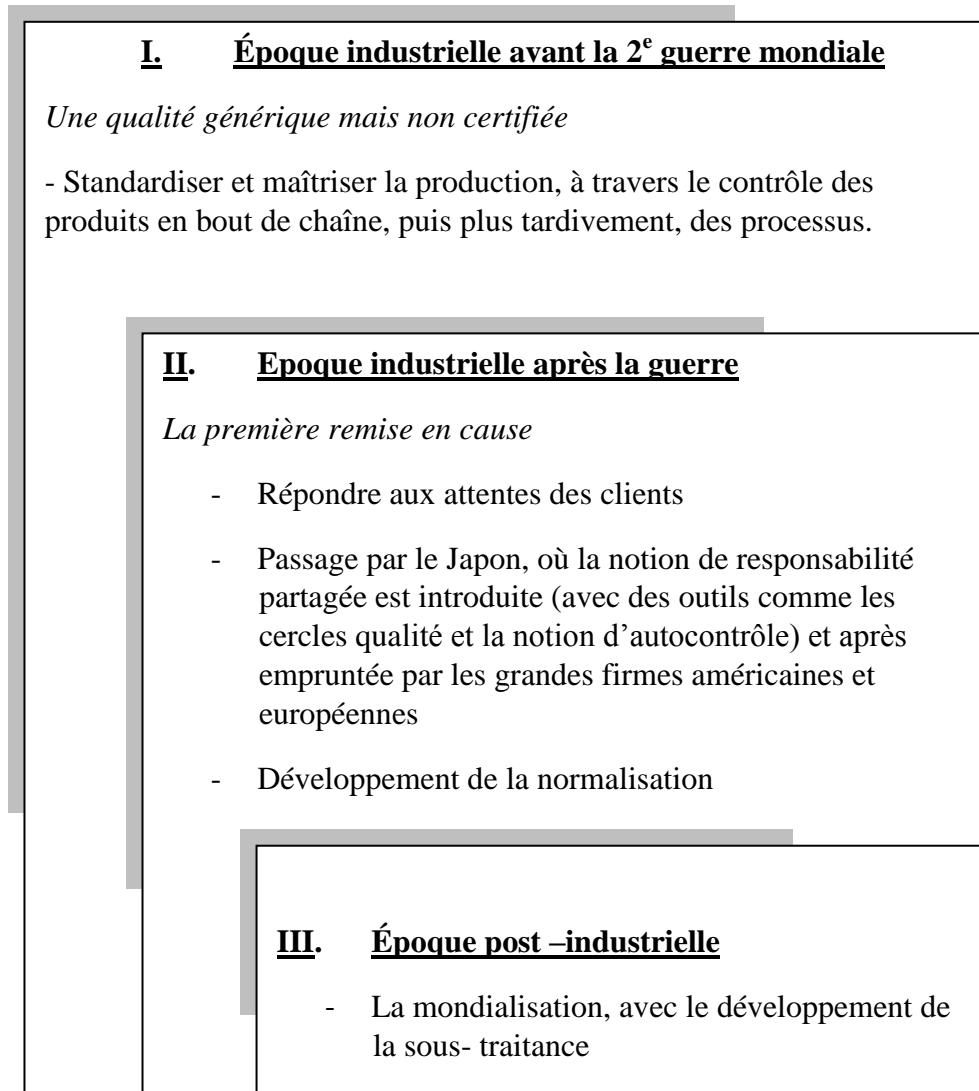 I. Époque industrielle avant la 2e guerre mondiale
Une qualité générique mais non certifiée
- Standardiser et maîtriser la production, à travers le contrôle des
produits en bout de chaîne, puis plus tardivement, des processus.
II. Epoque industrielle après la guerre
La première remise en cause
- Répondre aux attentes des clients
- Passage par le Japon, où la notion de responsabilité
partagée est introduite (avec des outils comme les
cercles qualité et la notion d’autocontrôle) et après
empruntée par les grandes firmes américaines et
européennes
- Développement de la normalisation
III. Époque post –industrielle
- La mondialisation, avec le développement de
la sous- traitance